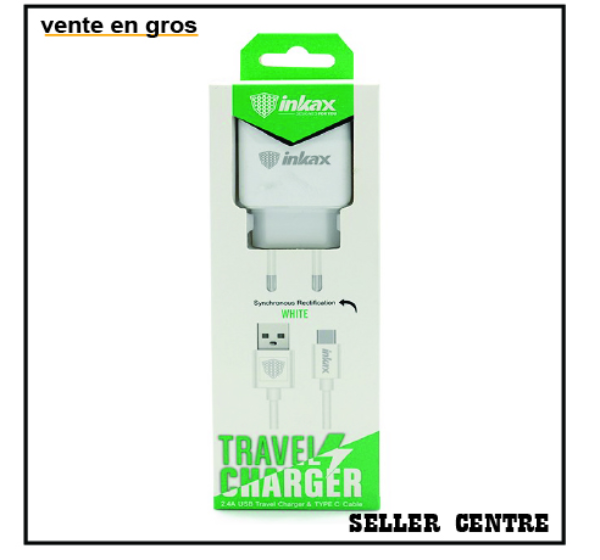 vente en gros
inkax
inkax
Synchronous Rectification
WHITE
inkax
TRAVEL
CHARGER
2.4A USB Travel Charger & TYPE-C Cable
SELLER CENTRE